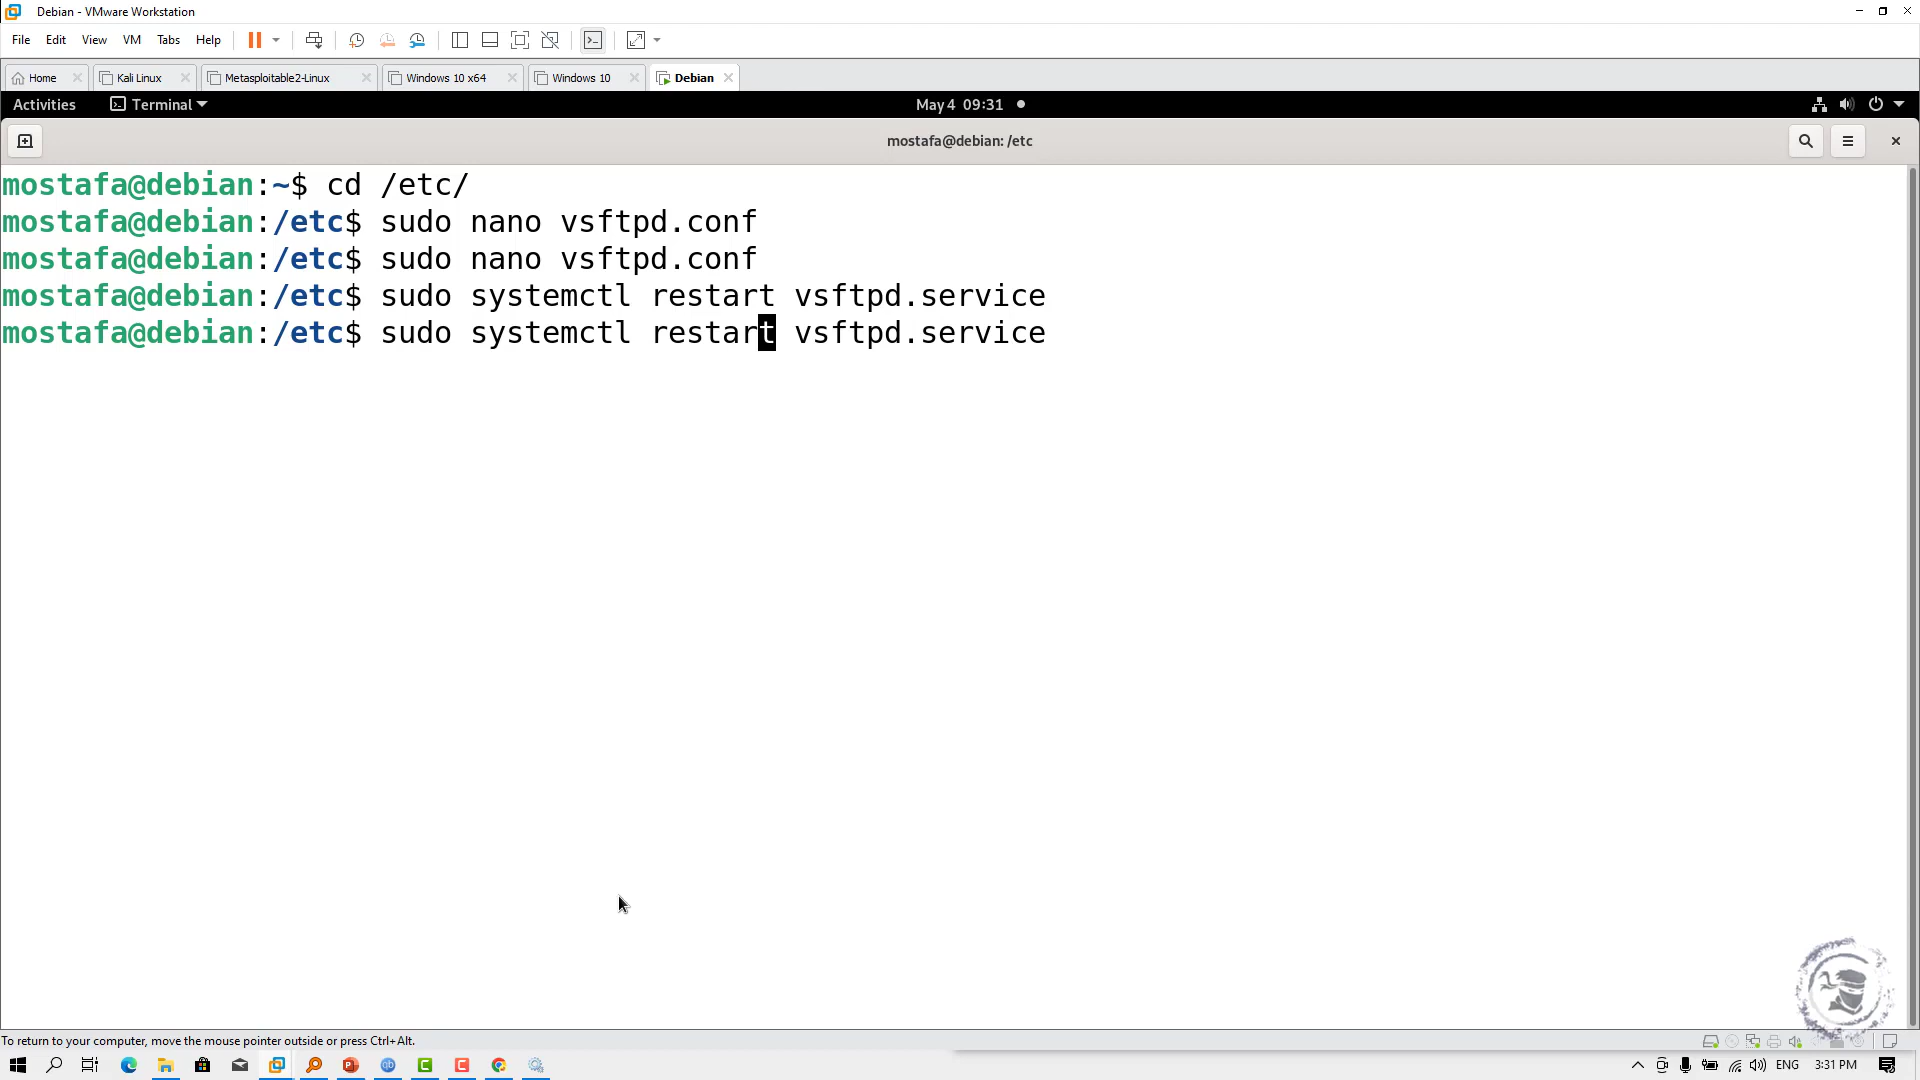 Debian - VMware Workstation
File Edit View VM Tabs Help
Home Kali Linux Metasploitable2-Linux Windows 10 x64 Windows 10 Debian
Activities Terminal May 4 09:31
mostafa@debian: /etc
mostafa@debian:~$ cd /etc/
mostafa@debian:/etc$ sudo nano vsftpd.conf
mostafa@debian:/etc$ sudo nano vsftpd.conf
mostafa@debian:/etc$ sudo systemctl restart vsftpd.service
mostafa@debian:/etc$ sudo systemctl restart vsftpd.service
To return to your computer, move the mouse pointer outside or press Ctrl+Alt.
ENG 3:31 PM